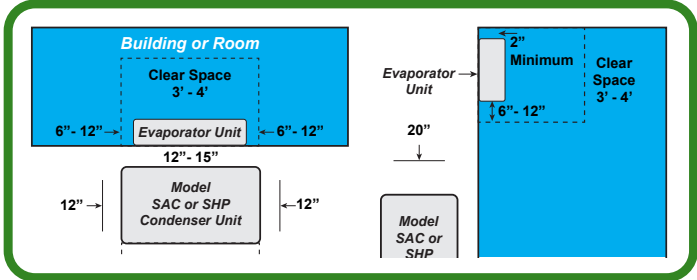 Building or Room
Clear Space
3’ - 4’
6”- 12”
Evaporator Unit
6”- 12”
12”- 15”
Model
SAC or SHP
Condenser Unit
12”
12”
2”
Minimum
Clear
Space
3’ - 4’
Evaporator
Unit
6”- 12”
20”
Model
SAC or
SHP